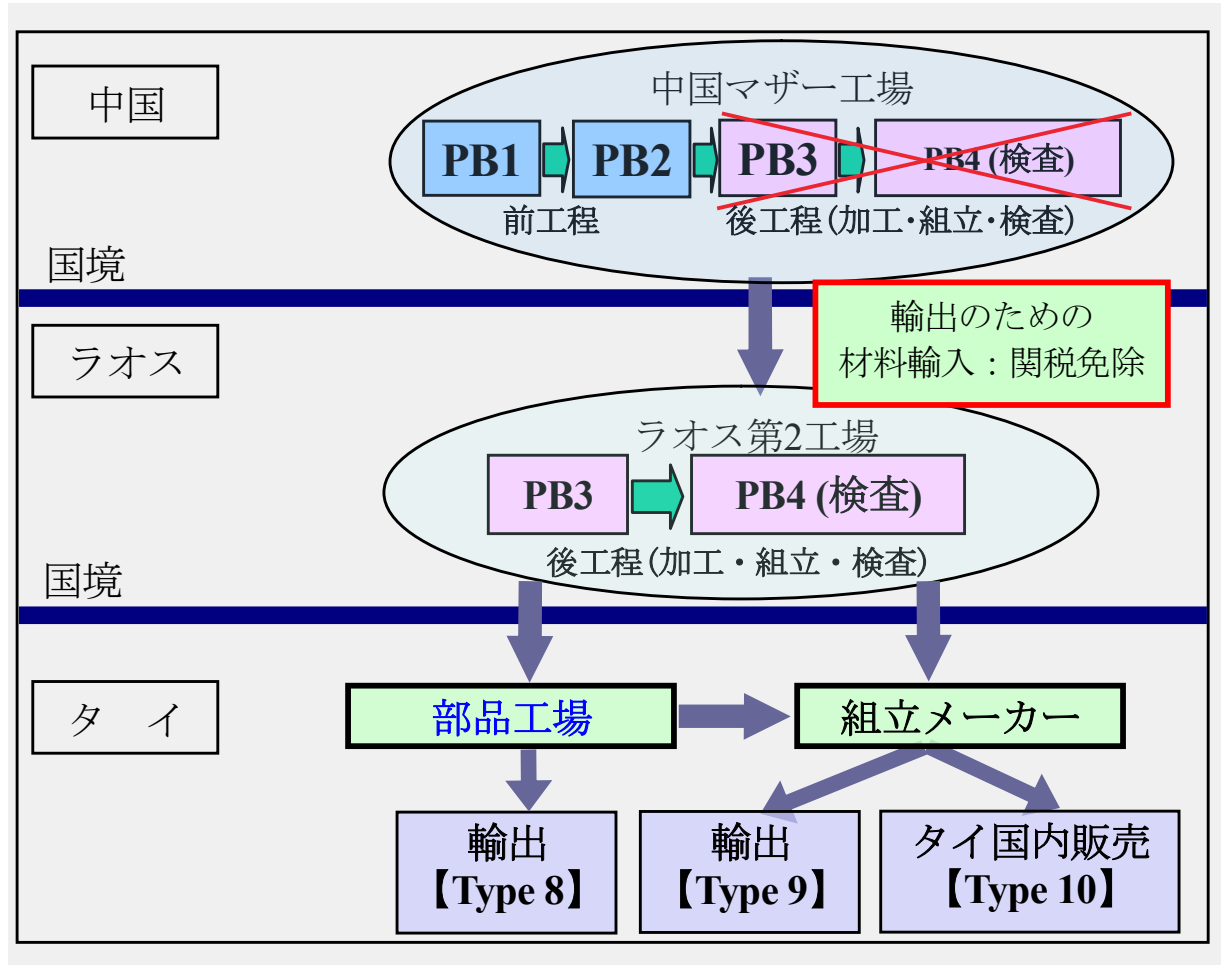 中国
中国マザー工場
PB1
PB2
PB3
PB4 (検査)
前工程
後工程(加工・組立・検査)
国境
輸出のための
材料輸入：関税免除
ラオス
ラオス第2工場
PB3
PB4 (検査)
後工程(加工・組立・検査)
国境
タ　イ
部品工場
組立メーカー
輸出
【Type 8】
輸出
【Type 9】
タイ国内販売
【Type 10】